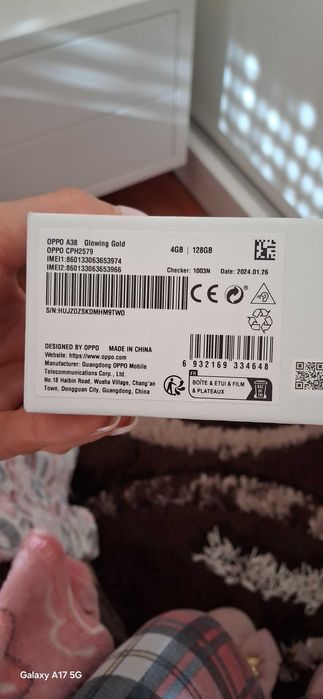 OPPO A38 Glowing Gold 4GB | 128GB
OPPO CPH2579
IMEI1:860133063653974
IMEI2:860133063653966
Checker: 1003N Date: 2024.01.26
CE
S/N:HUJZOZSKDMHM9TWO
DESIGNED BY OPPO MADE IN CHINA
Website: https://www.oppo.com
Manufacturer: Guangdong OPPO Mobile
Telecommunications Corp., Ltd.
No.18 Haibin Road, Wusha Village, Chang'an
Town, Dongguan City, Guangdong, China
6 932169 334648
FR
BOÎTE & ÉTUI & FILM
& PLATEAUX
Galaxy A17 5G